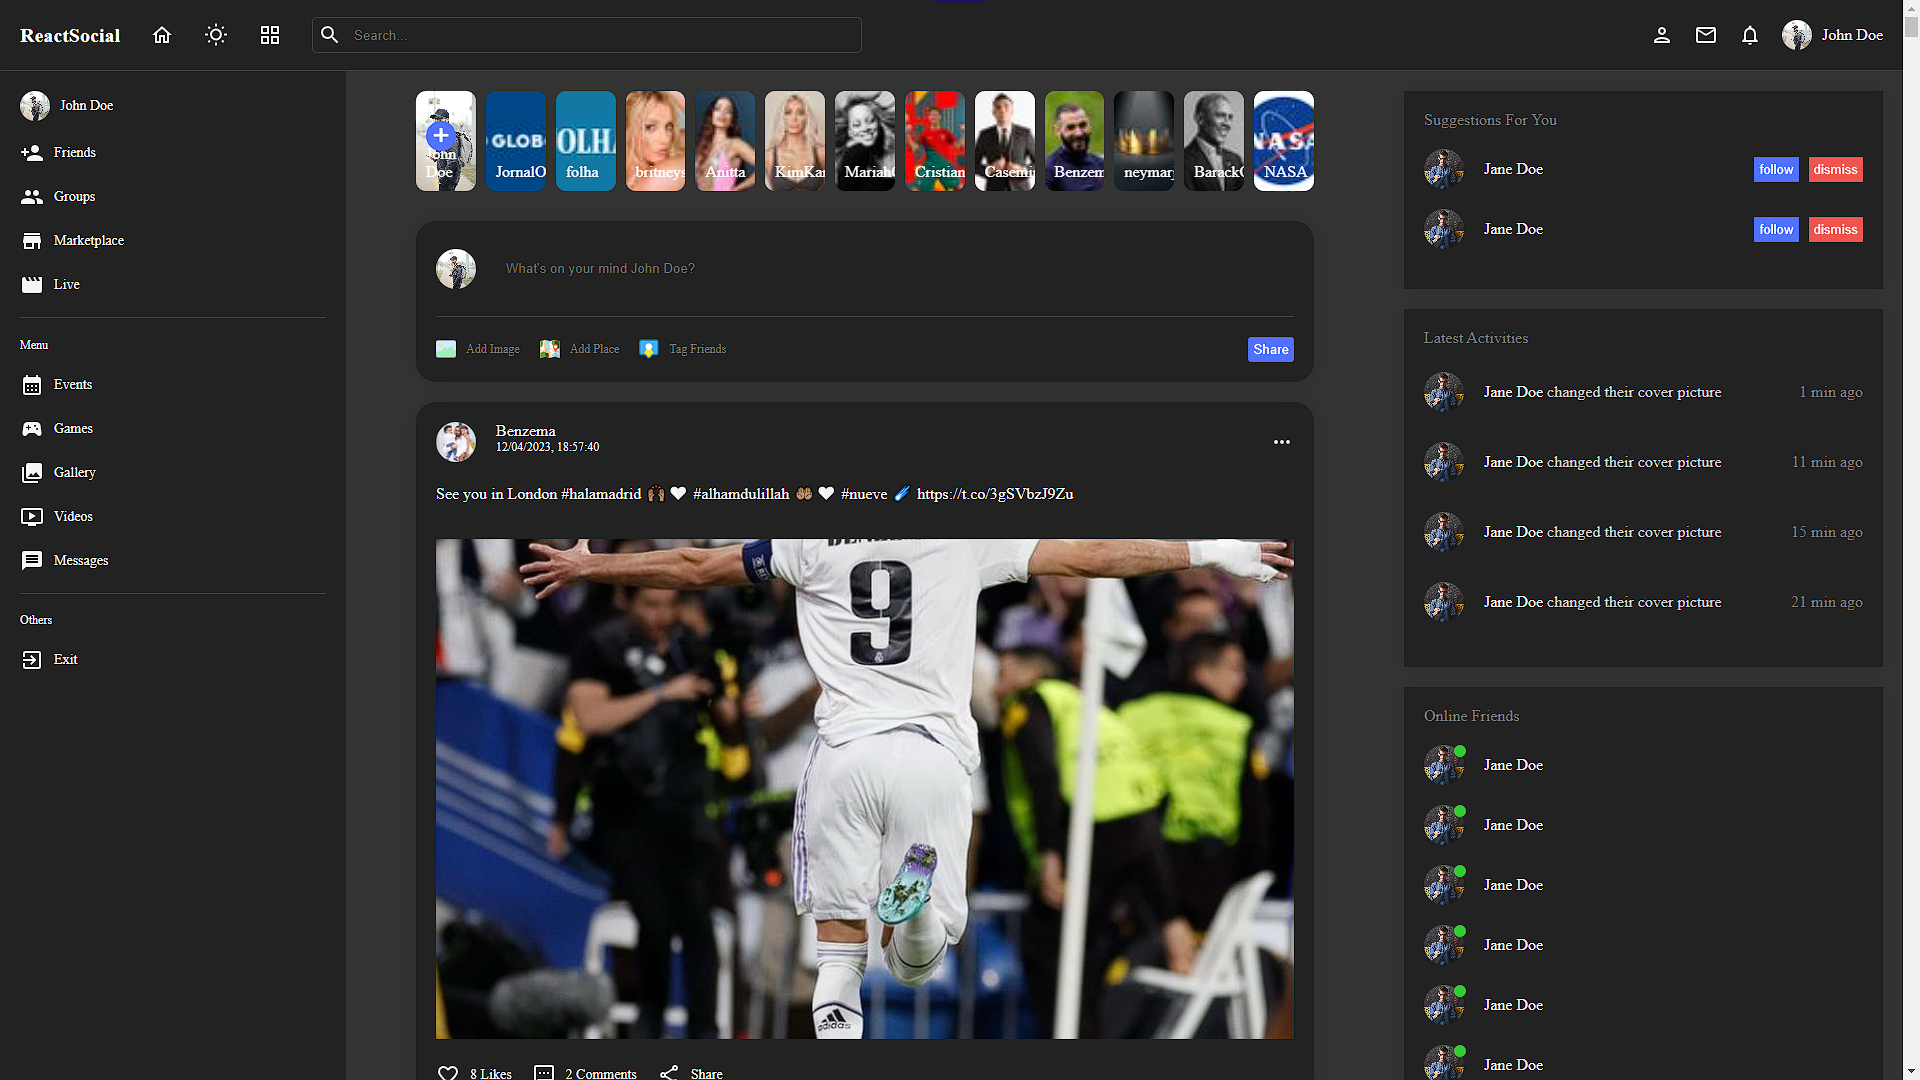 ReactSocial
Search...
John Doe
John Doe
Friends
Groups
Marketplace
Live
Menu
Events
Games
Gallery
Videos
Messages
Others
Exit
John
Doe
GLOB
JornalO
OLH
folha
britneys
Anitta
KimKar
Mariah
Cristian
Casemi
Benzem
neymar
Barack
NASA
NASA
What's on your mind John Doe?
Add Image
Add Place
Tag Friends
Share
Benzema
12/04/2023, 18:57:40
See you in London #halamadrid 🙌🏾 🤍 #alhamdulillah 🤲🏾 🤍 #nueve ☄️ https://t.co/3gSVbzJ9Zu
9
adidas
8 Likes
2 Comments
Share
Suggestions For You
Jane Doe
follow
dismiss
Jane Doe
follow
dismiss
Latest Activities
Jane Doe changed their cover picture
1 min ago
Jane Doe changed their cover picture
11 min ago
Jane Doe changed their cover picture
15 min ago
Jane Doe changed their cover picture
21 min ago
Online Friends
Jane Doe
Jane Doe
Jane Doe
Jane Doe
Jane Doe
Jane Doe